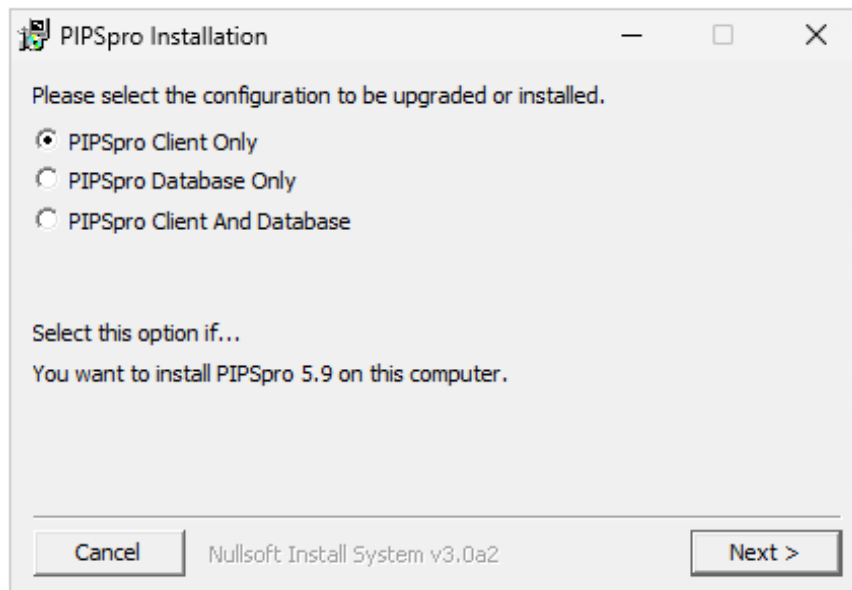 PIPSpro Installation
Please select the configuration to be upgraded or installed.
PIPSpro Client Only
PIPSpro Database Only
PIPSpro Client And Database
Select this option if...
You want to install PIPSpro 5.9 on this computer.
Cancel Nullsoft Install System v3.0a2 Next >